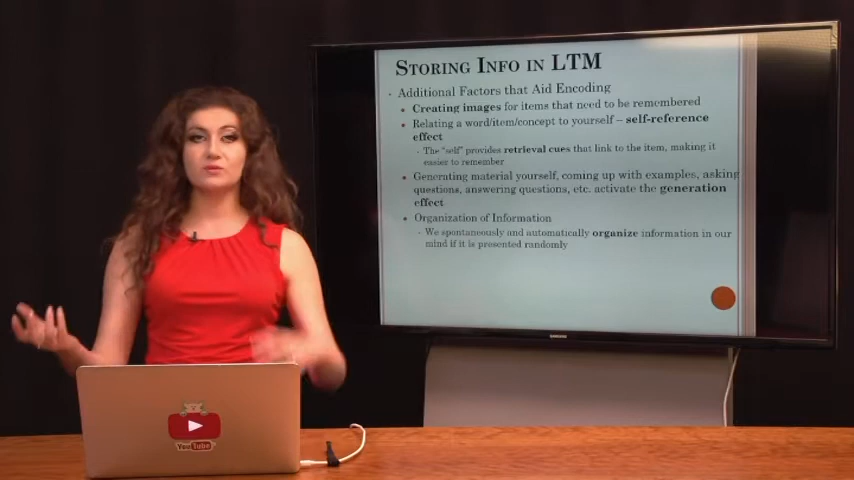 STORING INFO IN LTM
Additional Factors that Aid Encoding
Creating images for items that need to be remembered
Relating a word/item/concept to yourself – self-reference
effect
The "self" provides retrieval cues that link to the item, making it
easier to remember
Generating material yourself, coming up with examples, asking
questions, answering questions, etc. activate the generation
effect
Organization of Information
We spontaneously and automatically organize information in our
mind if it is presented randomly
SAMSUNG
YouTube